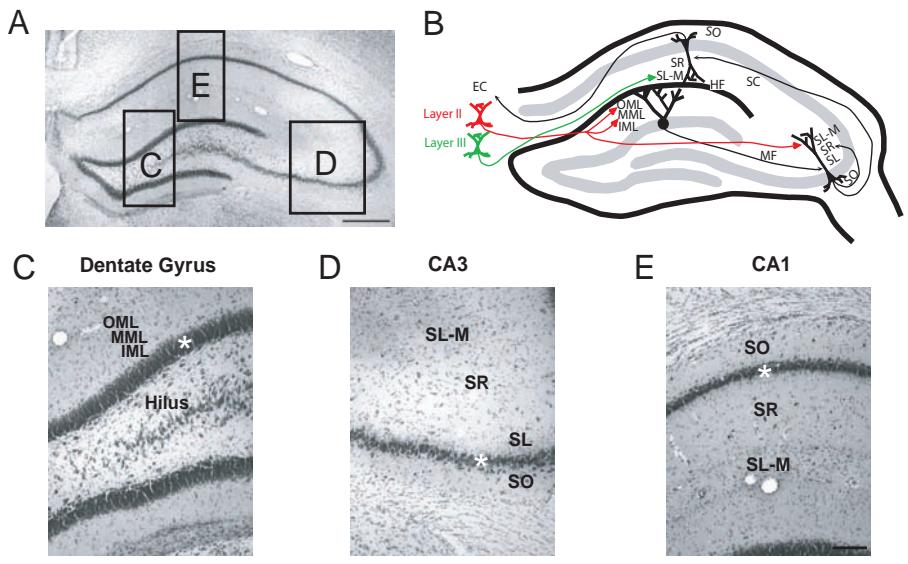 A
E
C
D
B
SO
SR
SL-M
HF
SC
EC
Layer II
Layer III
OML
MML
IML
MF
SL-M
SR
SL
SO
C
Dentate Gyrus
OML
MML
IML
*
Hilus
D
CA3
SL-M
SR
SL
*
SO
E
CA1
SO
*
SR
SL-M